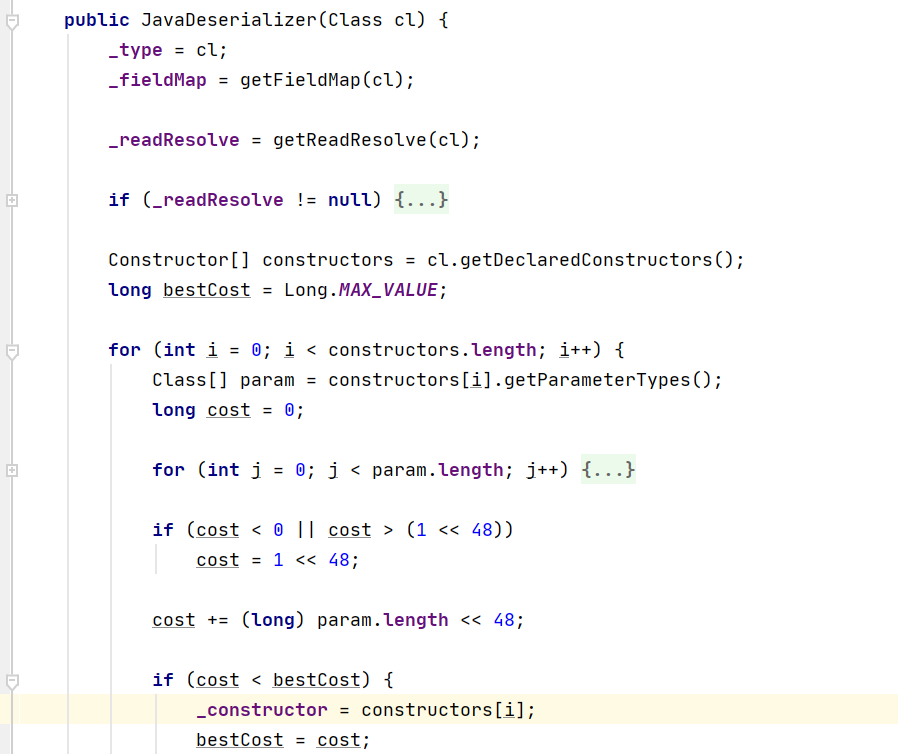 public JavaDeserializer(Class cl) {
_type = cl;
_fieldMap = getFieldMap(cl);
_readResolve = getReadResolve(cl);
if (_readResolve != null) {...}
Constructor[] constructors = cl.getDeclaredConstructors();
long bestCost = Long.MAX_VALUE;
for (int i = 0; i < constructors.length; i++) {
Class[] param = constructors[i].getParameterTypes();
long cost = 0;
for (int j = 0; j < param.length; j++) {...}
if (cost < 0 || cost > (1 << 48))
cost = 1 << 48;
cost += (long) param.length << 48;
if (cost < bestCost) {
_constructor = constructors[i];
bestCost = cost;